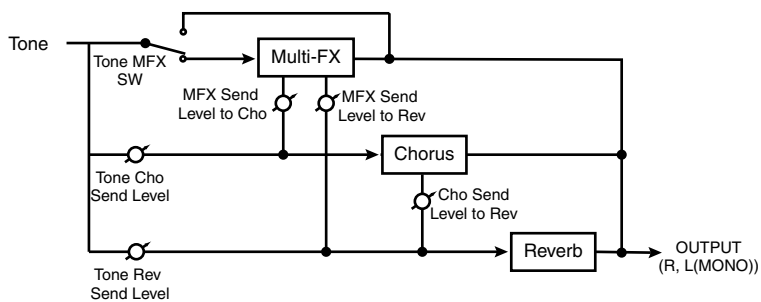 Tone
Tone MFX
SW
Multi-FX
MFX Send
Level to Cho
MFX Send
Level to Rev
Chorus
Tone Cho
Send Level
Cho Send
Level to Rev
Reverb
OUTPUT
(R, L(MONO))
Tone Rev
Send Level